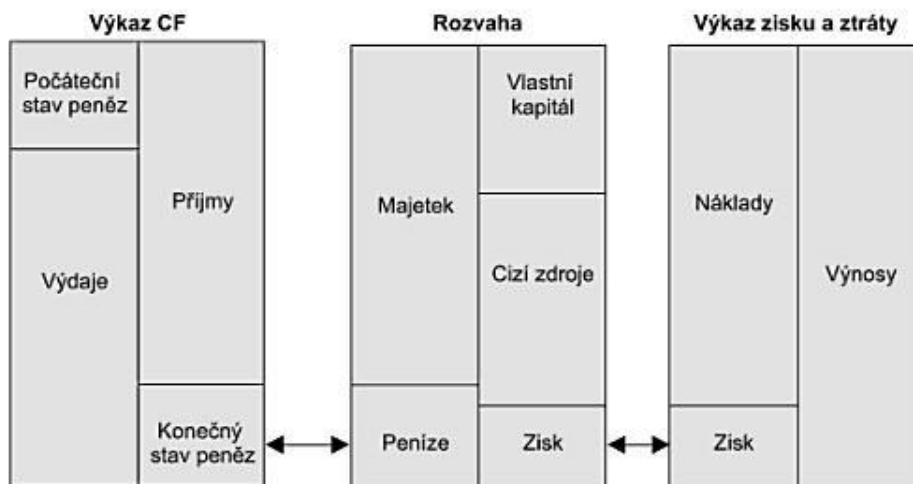 Výkaz CF
Rozvaha
Výkaz zisku a ztráty
Počáteční
stav peněz
Příjmy
Výdaje
Konečný
stav peněz
Majetek
Vlastní
kapitál
Cizí zdroje
Peníze
Zisk
Náklady
Výnosy
Zisk